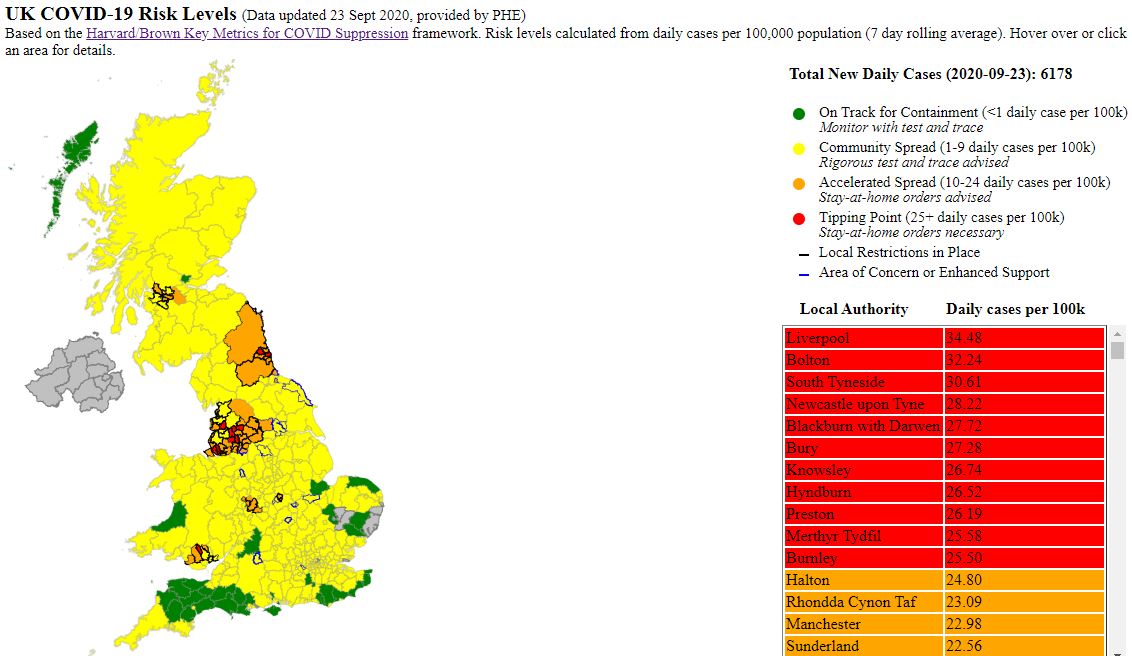 UK COVID-19 Risk Levels (Data updated 23 Sept 2020, provided by PHE)
Based on the Harvard/Brown Key Metrics for COVID Suppression framework. Risk levels calculated from daily cases per 100,000 population (7 day rolling average). Hover over or click
an area for details.
Total New Daily Cases (2020-09-23): 6178
On Track for Containment (<1 daily case per 100k)
Monitor with test and trace
Community Spread (1-9 daily cases per 100k)
Rigorous test and trace advised
Accelerated Spread (10-24 daily cases per 100k)
Stay-at-home orders advised
Tipping Point (25+ daily cases per 100k)
Stay-at-home orders necessary
Local Restrictions in Place
Area of Concern or Enhanced Support
Local Authority Daily cases per 100k
Liverpool 34.48
Bolton 32.24
South Tyneside 30.61
Newcastle upon Tyne 28.22
Blackburn with Darwen 27.72
Bury 27.28
Knowsley 26.74
Hyndburn 26.52
Preston 26.19
Merthyr Tydfil 25.58
Burnley 25.50
Halton 24.80
Rhondda Cynon Taf 23.09
Manchester 22.98
Sunderland 22.56